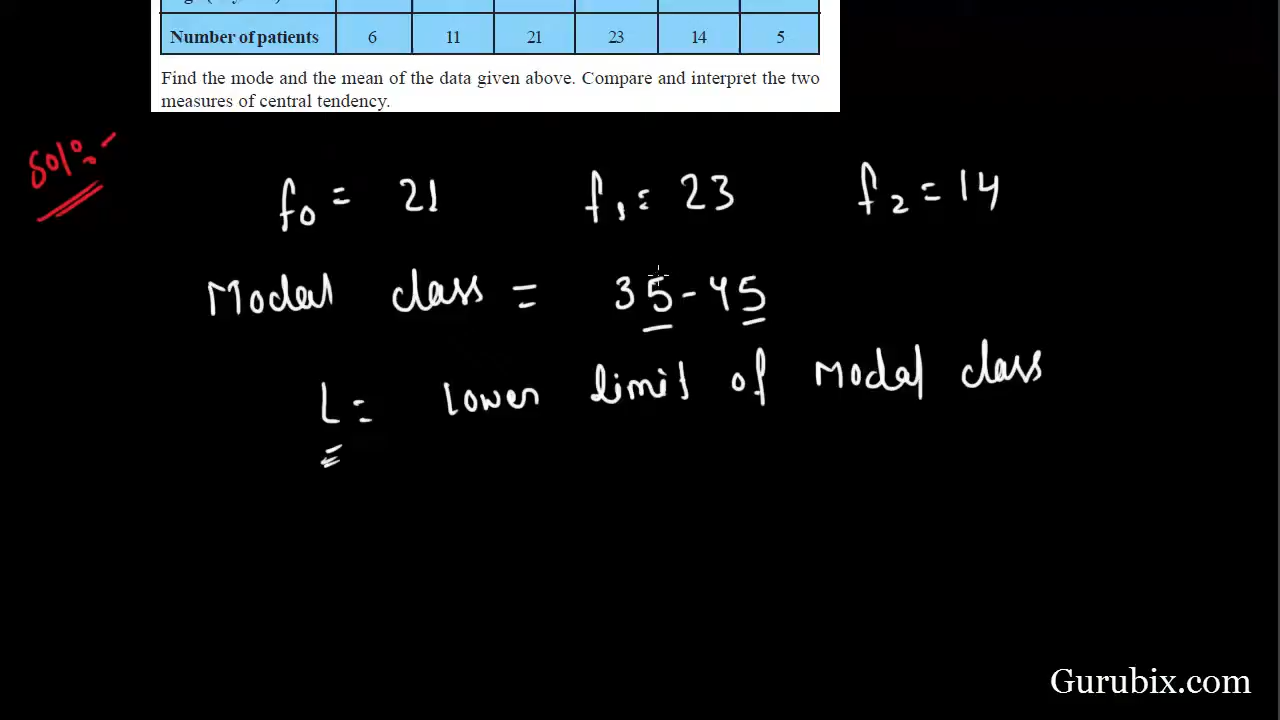 Number of patients 6 11 21 23 14 5
Find the mode and the mean of the data given above. Compare and interpret the two
measures of central tendency.
Sol%:-
f0 = 21 f1 = 23 f2 = 14
Modal class = 35-45
L = Lower limit of Modal class
Gurubix.com